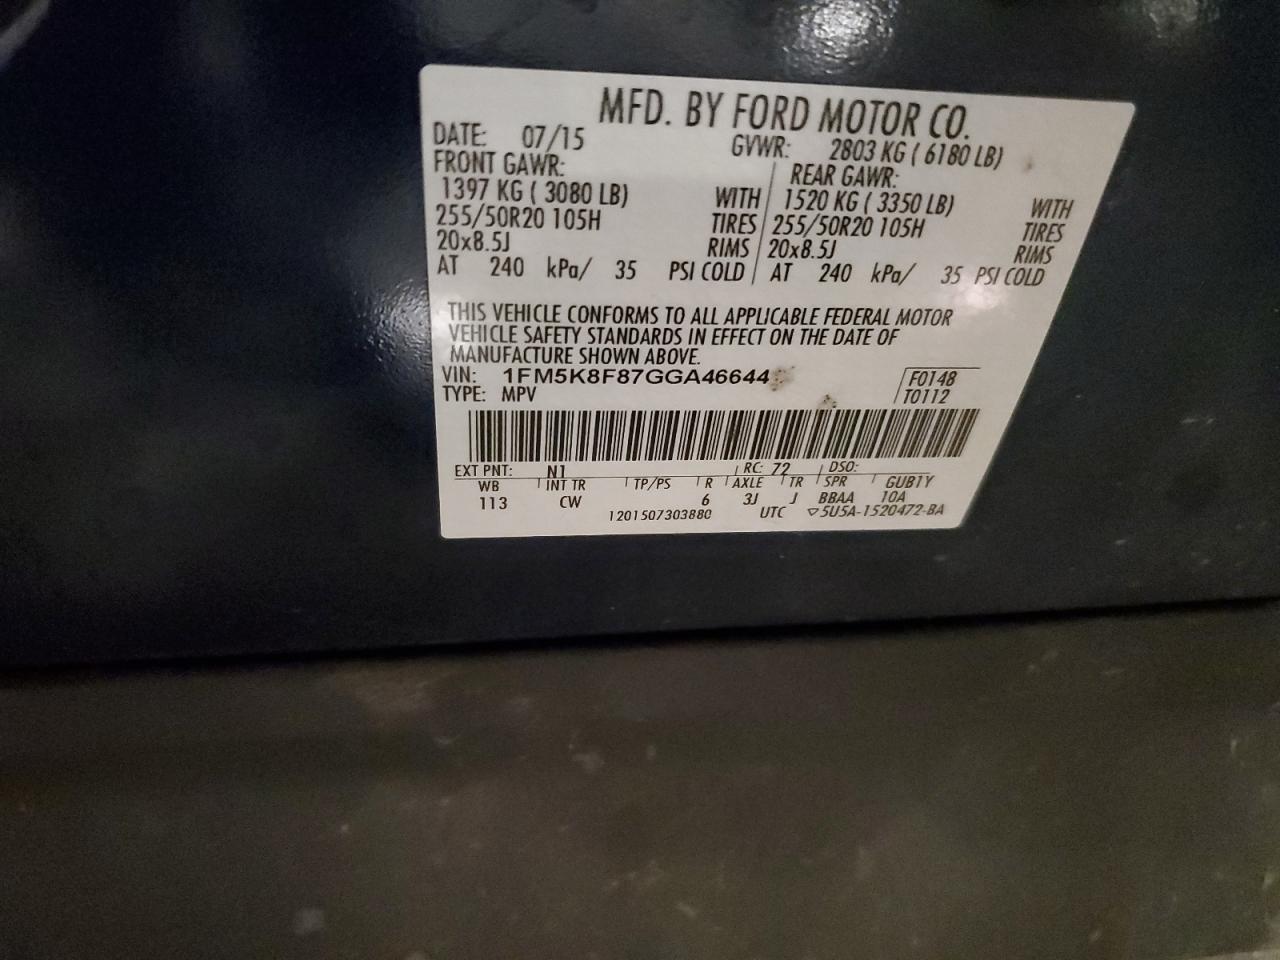 MFD. BY FORD MOTOR CO.
DATE: 07/15 GVWR: 2803 KG ( 6180 LB)
FRONT GAWR: REAR GAWR:
1397 KG ( 3080 LB) WITH 1520 KG ( 3350 LB) WITH
255/50R20 105H TIRES 255/50R20 105H TIRES
20x8.5J RIMS 20x8.5J RIMS
AT 240 kPa/ 35 PSI COLD AT 240 kPa/ 35 PSI COLD
THIS VEHICLE CONFORMS TO ALL APPLICABLE FEDERAL MOTOR
VEHICLE SAFETY STANDARDS IN EFFECT ON THE DATE OF
MANUFACTURE SHOWN ABOVE.
VIN: 1FM5K8F87GGA46644 F0148
TYPE: MPV T0112
EXT PNT: N1 RC: 72 DSO:
WB INT TR TP/PS R AXLE TR SPR GUB1Y
113 CW 6 3J J BBAA 10A
1201507303880 UTC ▽5U5A-1520472-BA